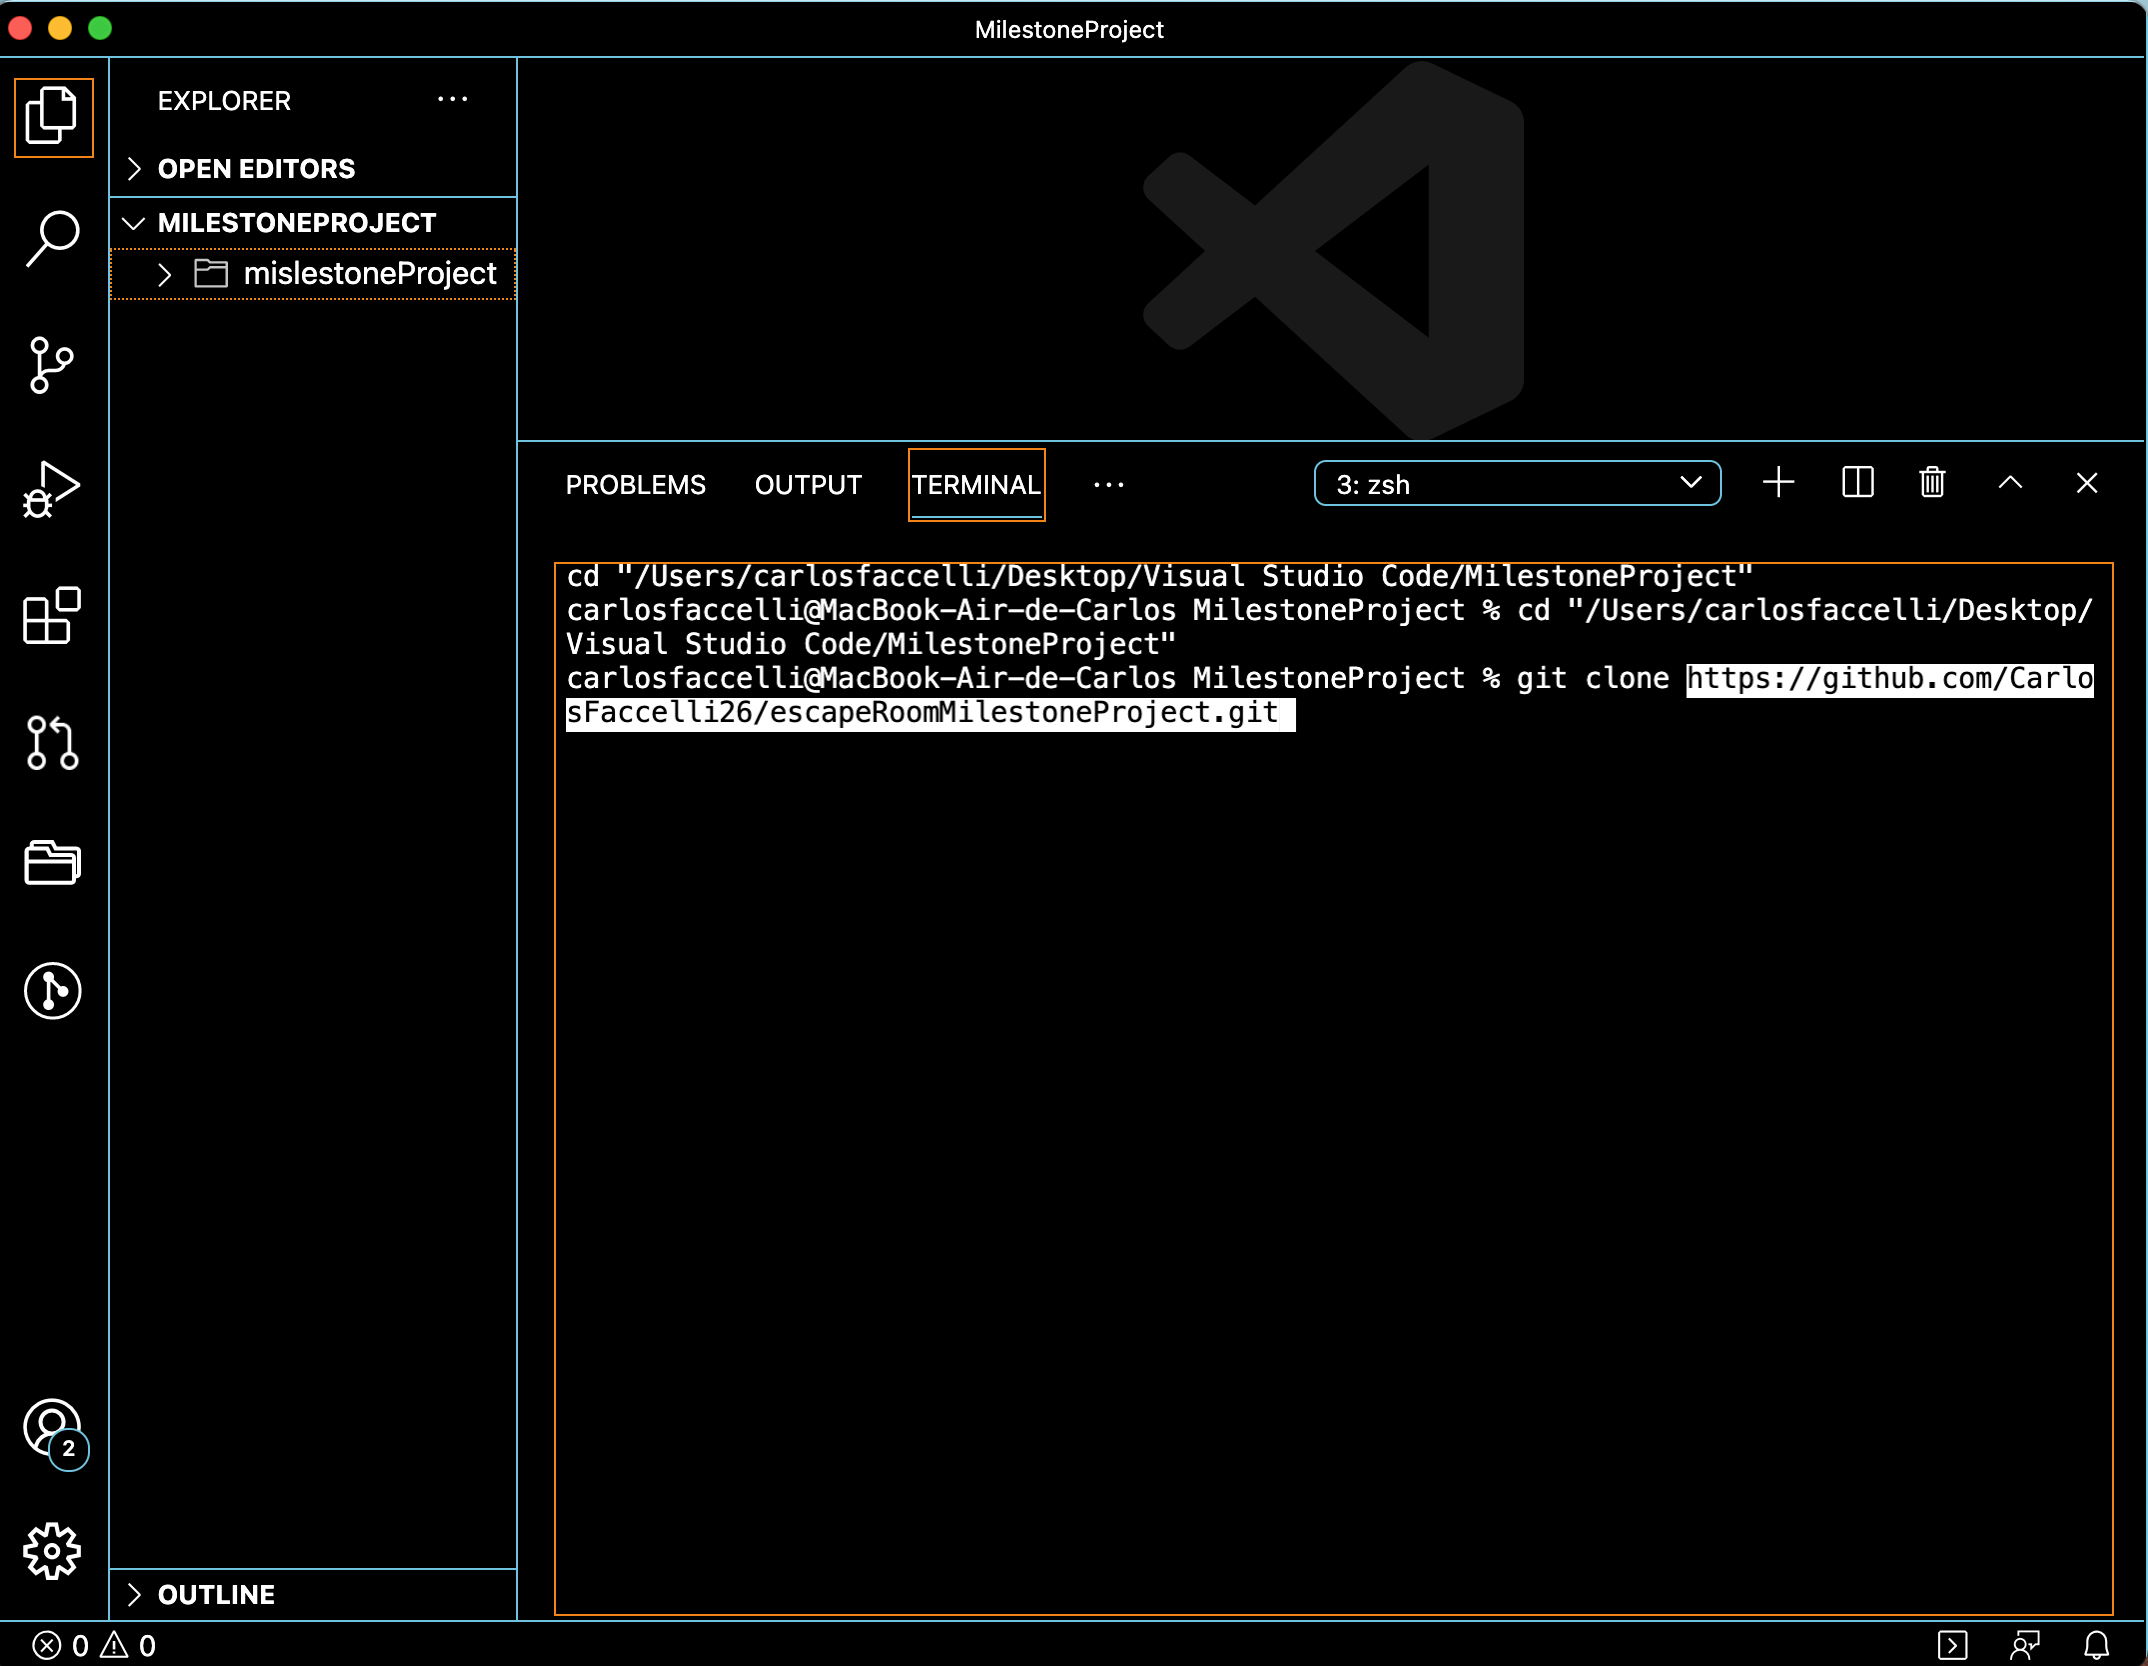 MilestoneProject
EXPLORER
OPEN EDITORS
MILESTONEPROJECT
mislestoneProject
PROBLEMS OUTPUT TERMINAL 3: zsh
cd "/Users/carlosfaccelli/Desktop/Visual Studio Code/MilestoneProject"
carlosfaccelli@MacBook-Air-de-Carlos MilestoneProject % cd "/Users/carlosfaccelli/Desktop/
Visual Studio Code/MilestoneProject"
carlosfaccelli@MacBook-Air-de-Carlos MilestoneProject % git clone https://github.com/Carlo
sFaccelli26/escapeRoomMilestoneProject.git
2
OUTLINE
0 0